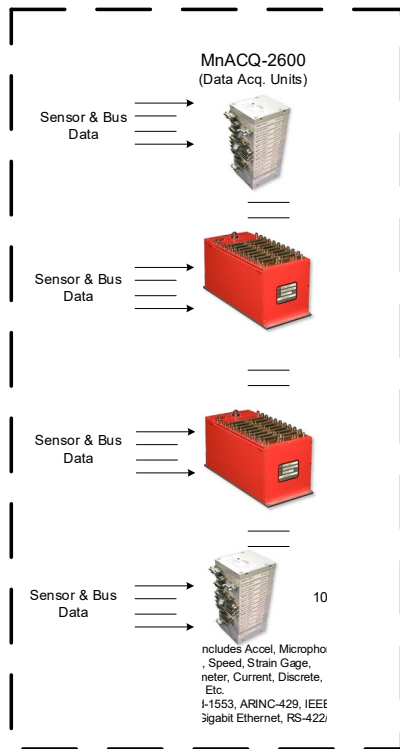 MnACQ-2600
(Data Acq. Units)
Sensor & Bus
Data
Sensor & Bus
Data
Sensor & Bus
Data
Sensor & Bus
Data
10
ncludes Accel, Micropho
, Speed, Strain Gage,
meter, Current, Discrete,
Etc.
-1553, ARINC-429, IEEE
Gigabit Ethernet, RS-422/